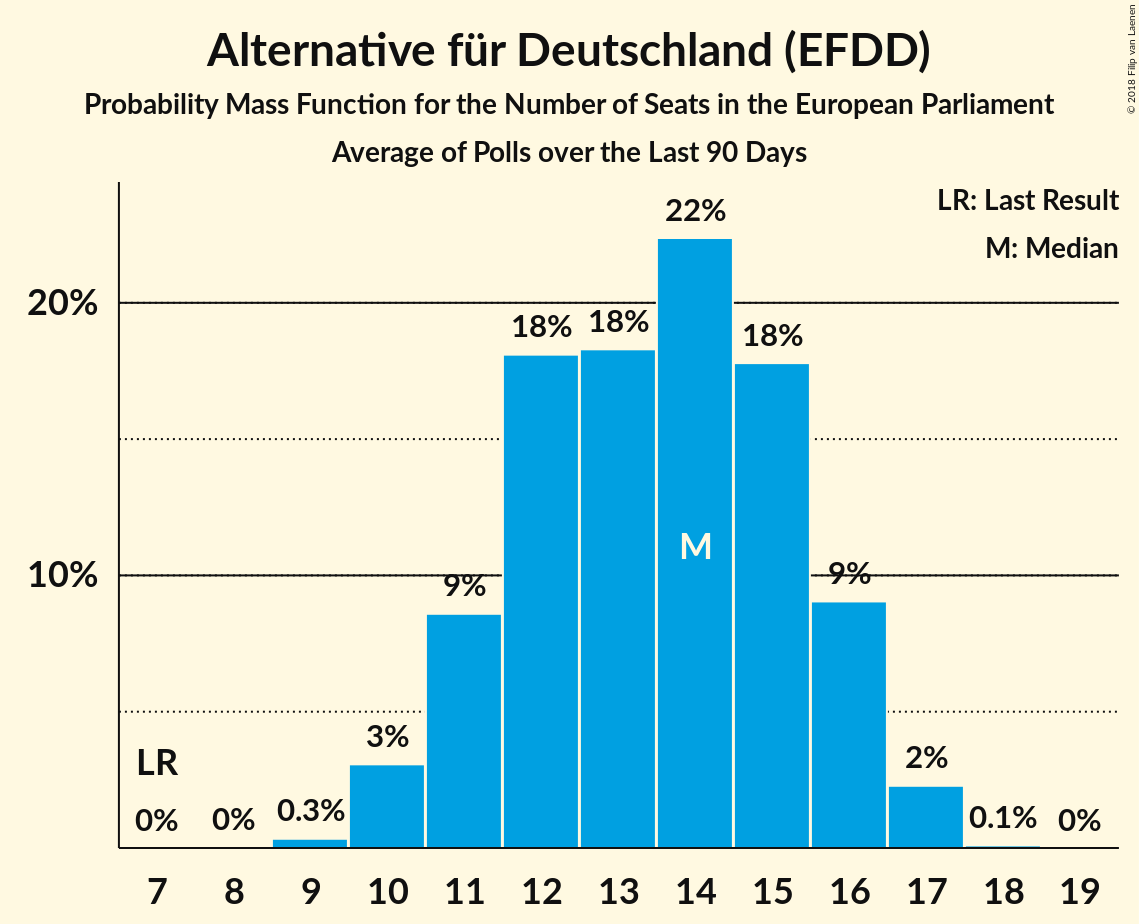 Alternative für Deutschland (EFDD)
Probability Mass Function for the Number of Seats in the European Parliament
Average of Polls over the Last 90 Days
© 2018 Filip van Laenen
LR: Last Result
M: Median
22%
20%
18%
18%
18%
M
10%
9%
9%
3%
2%
LR
0%
0%
0.3%
0.1%
0%
7 8 9 10 11 12 13 14 15 16 17 18 19